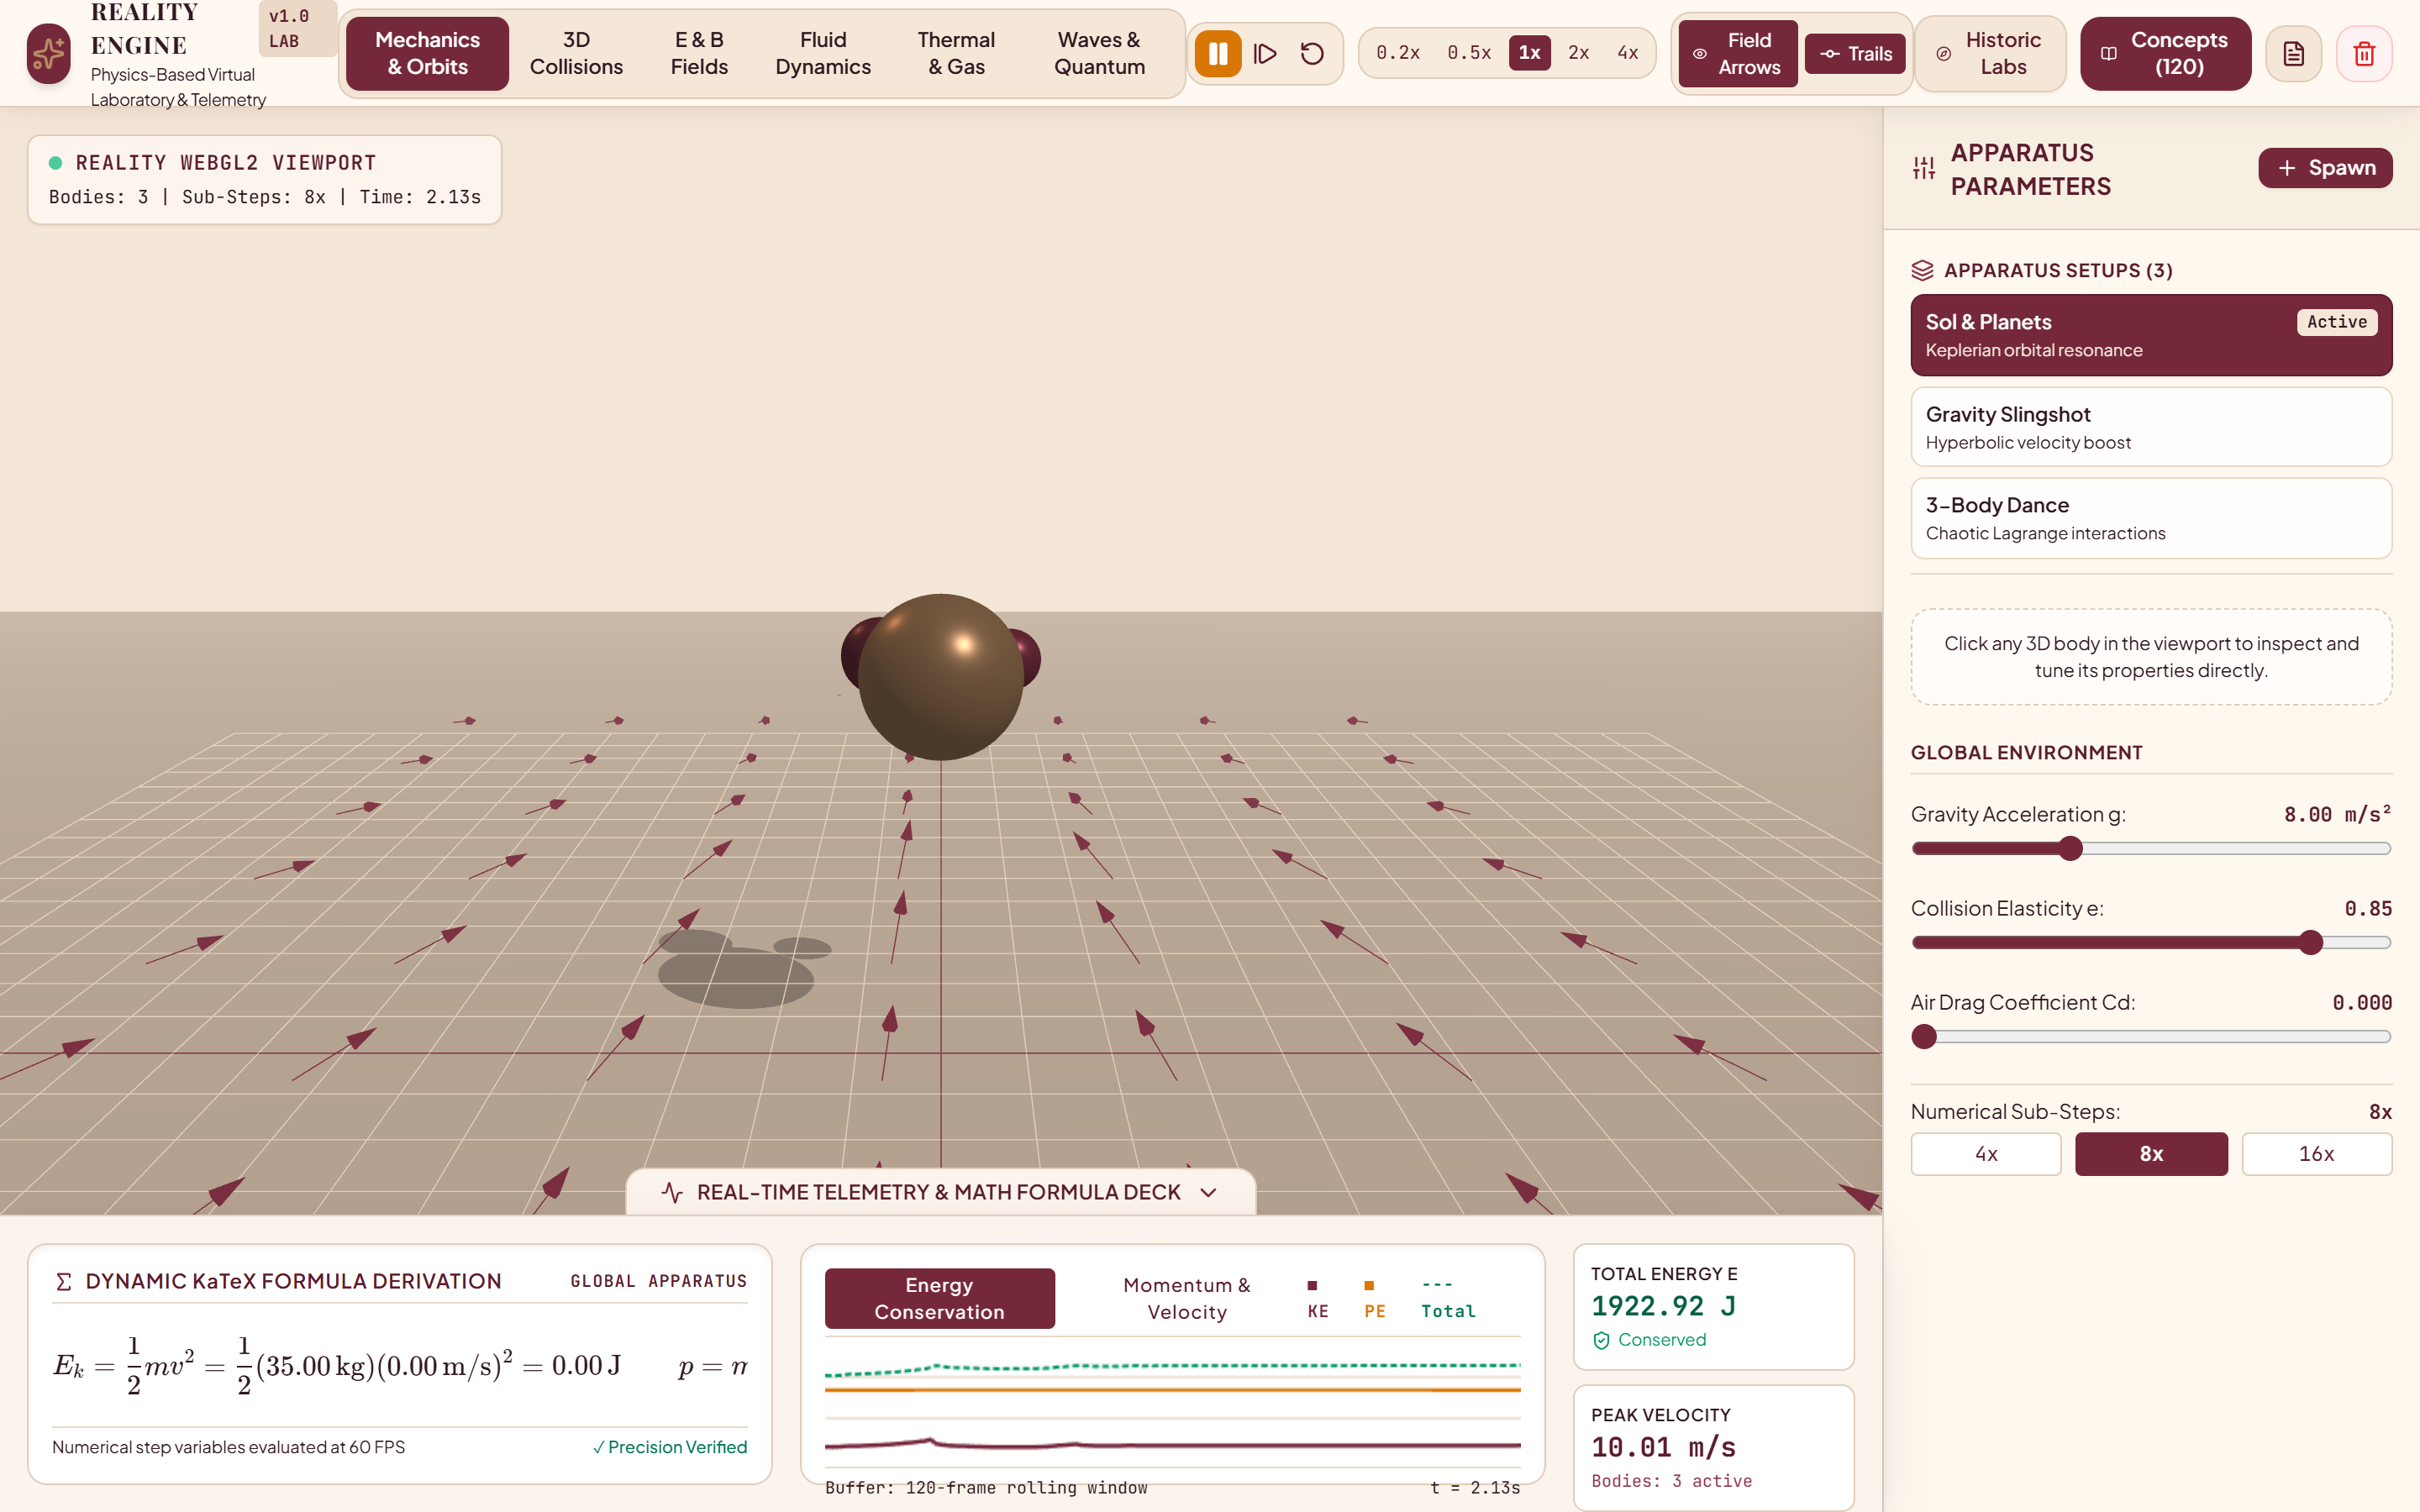 REALITY
ENGINE
v1.0
LAB
Physics-Based Virtual
Laboratory & Telemetry
Mechanics
& Orbits
3D
Collisions
E & B
Fields
Fluid
Dynamics
Thermal
& Gas
Waves &
Quantum
0.2x 0.5x 1x 2x 4x
Field
Arrows
Trails
Historic
Labs
Concepts
(120)
REALITY WEBGL2 VIEWPORT
Bodies: 3 | Sub-Steps: 8x | Time: 2.13s
APPARATUS
PARAMETERS
Spawn
APPARATUS SETUPS (3)
Sol & Planets
Active
Keplerian orbital resonance
Gravity Slingshot
Hyperbolic velocity boost
3-Body Dance
Chaotic Lagrange interactions
Click any 3D body in the viewport to inspect and
tune its properties directly.
GLOBAL ENVIRONMENT
Gravity Acceleration g: 8.00 m/s²
Collision Elasticity e: 0.85
Air Drag Coefficient Cd: 0.000
Numerical Sub-Steps: 8x
4x 8x 16x
REAL-TIME TELEMETRY & MATH FORMULA DECK
Σ DYNAMIC KaTeX FORMULA DERIVATION GLOBAL APPARATUS
E_k = 1/2 mv² = 1/2 (35.00 kg)(0.00 m/s)² = 0.00 J p =
Numerical step variables evaluated at 60 FPS ✓ Precision Verified
Energy
Conservation
Momentum &
Velocity
■
KE
■
PE
---
Total
Buffer: 120-frame rolling window t = 2.13s
TOTAL ENERGY E
1922.92 J
Conserved
PEAK VELOCITY
10.01 m/s
Bodies: 3 active